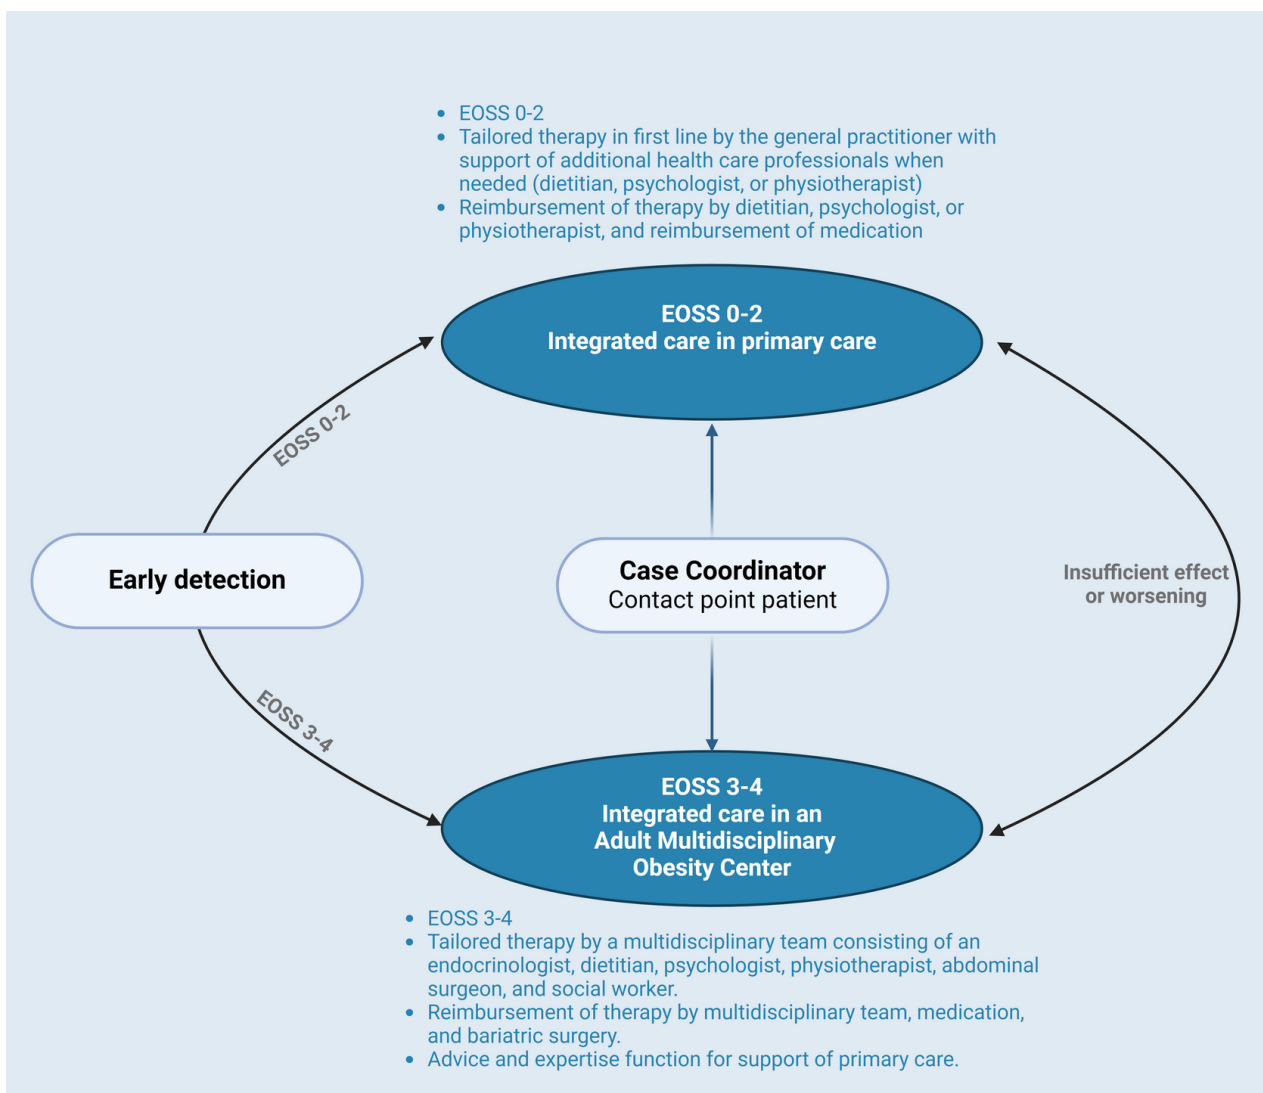 • EOSS 0-2
• Tailored therapy in first line by the general practitioner with
support of additional health care professionals when
needed (dietitian, psychologist, or physiotherapist)
• Reimbursement of therapy by dietitian, psychologist, or
physiotherapist, and reimbursement of medication
EOSS 0-2
Integrated care in primary care
EOSS 0-2
Early detection
Case Coordinator
Contact point patient
Insufficient effect
or worsening
EOSS 3-4
EOSS 3-4
Integrated care in an
Adult Multidisciplinary
Obesity Center
• EOSS 3-4
• Tailored therapy by a multidisciplinary team consisting of an
endocrinologist, dietitian, psychologist, physiotherapist, abdominal
surgeon, and social worker.
• Reimbursement of therapy by multidisciplinary team, medication,
and bariatric surgery.
• Advice and expertise function for support of primary care.